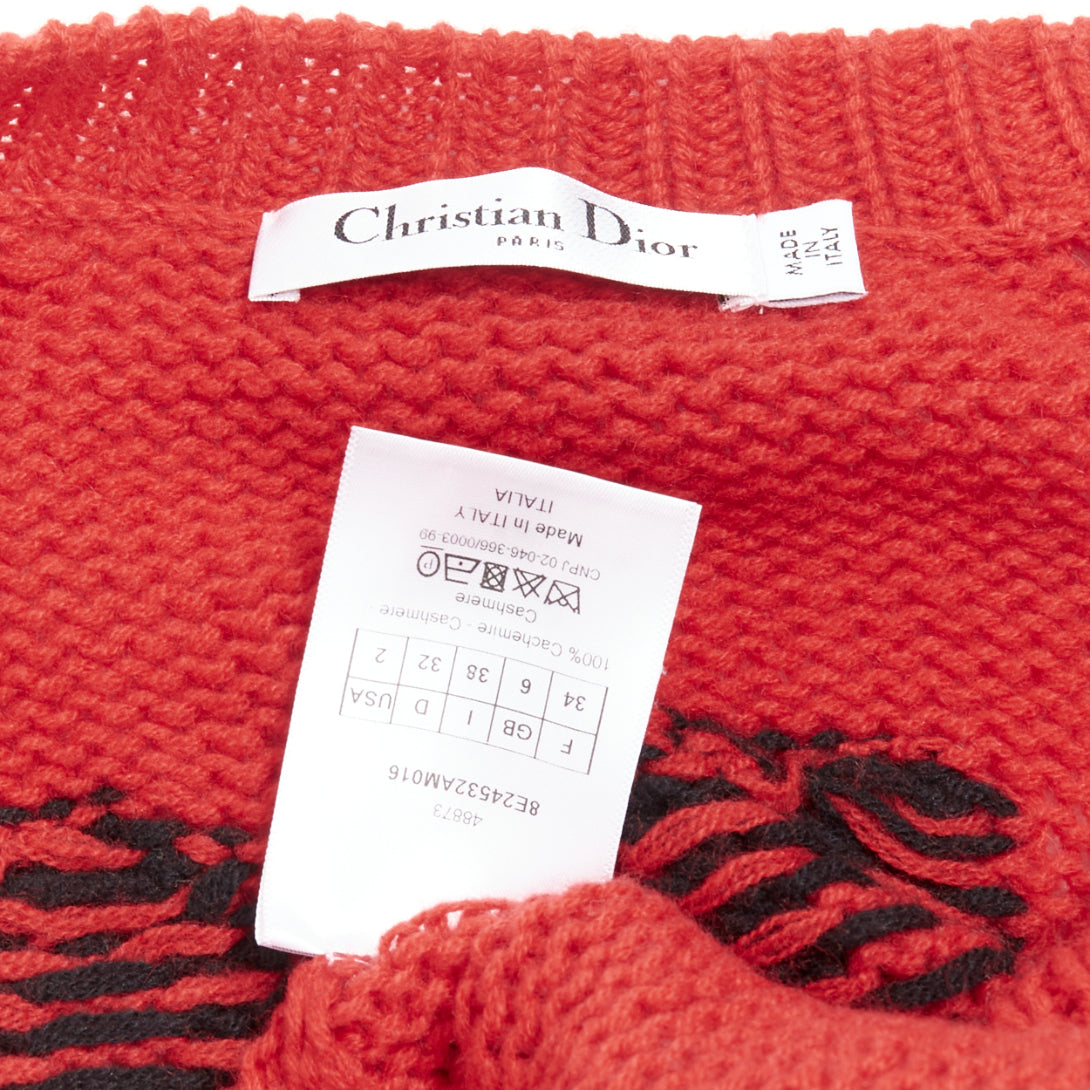 Christian Dior
PARIS
MADE
IN
ITALY
48873
8E24532AM016
F GB I D USA
34 6 38 32 2
100% Cachemire - Cashmere -
Cashmere
P
CNPJ 02-046-366/0003-99
Made In ITALY
ITALIA